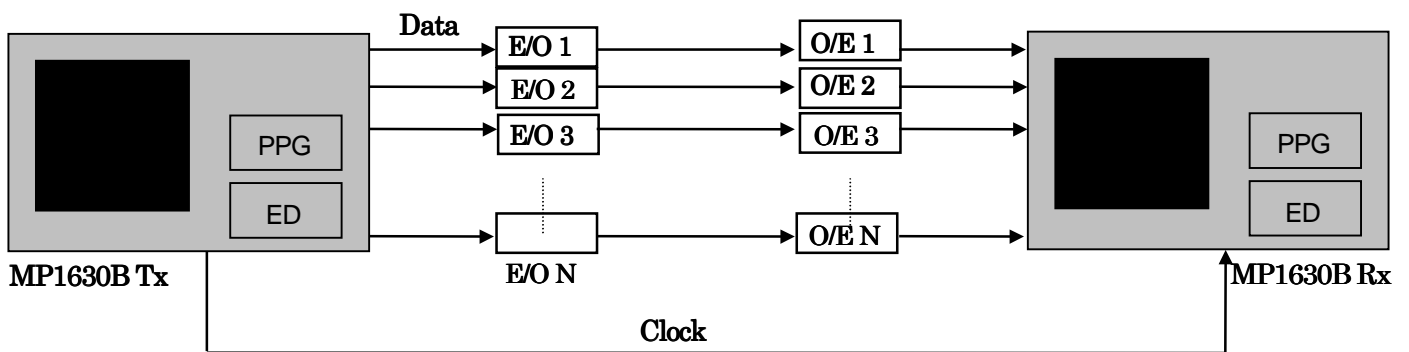 Data
E/O 1
O/E 1
E/O 2
O/E 2
E/O 3
O/E 3
PPG
PPG
ED
ED
O/E N
MP1630B Tx
E/O N
MP1630B Rx
Clock